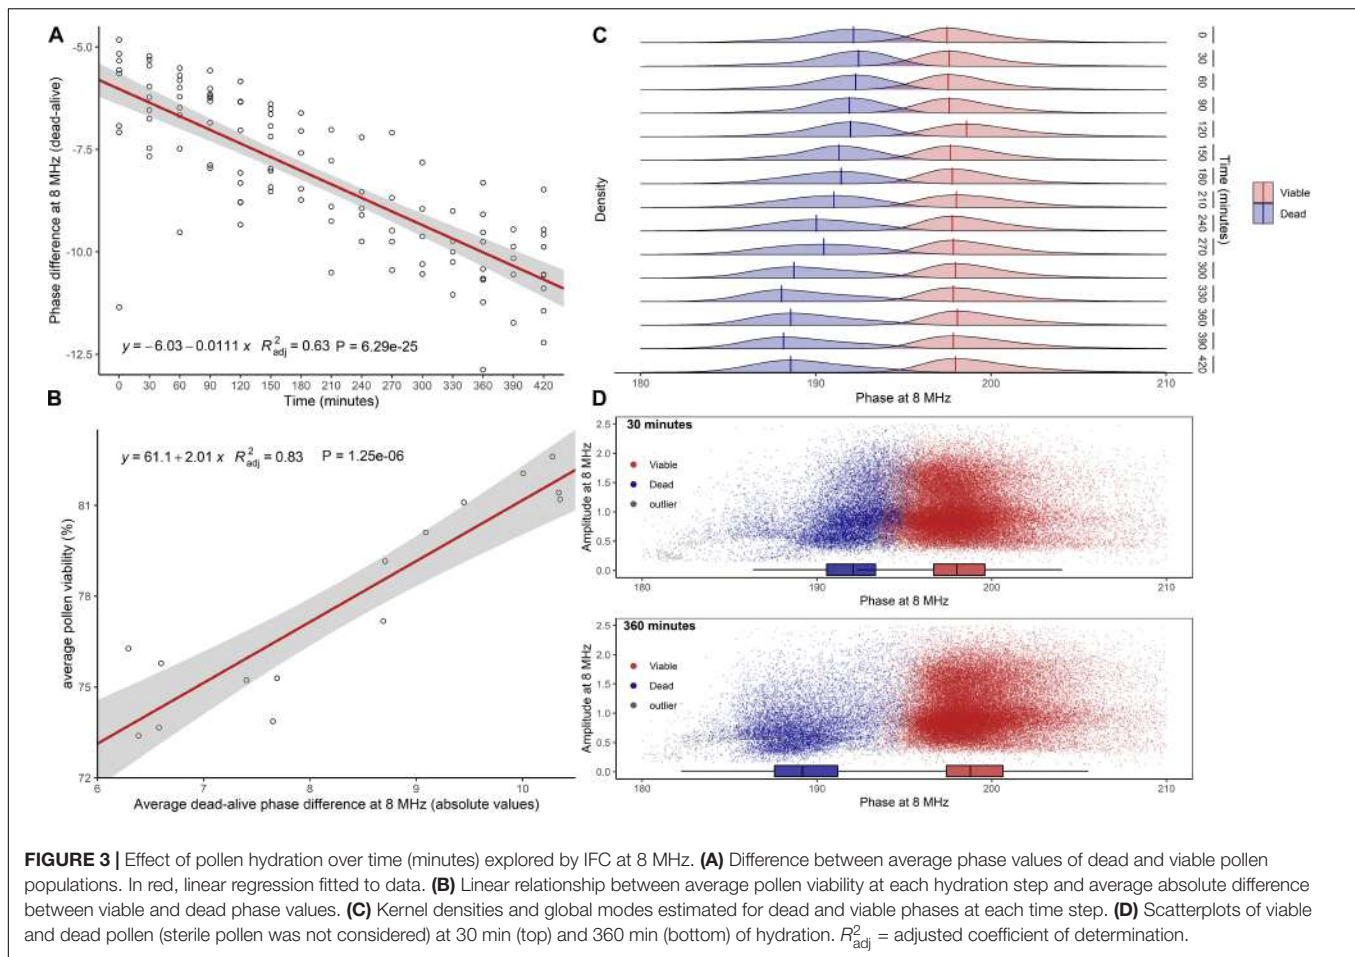 A
-5.0
-7.5
-10.0
-12.5
Phase difference at 8 MHz (dead-alive)
y = −6.03 − 0.0111 x R²adj = 0.63 P = 6.29e-25
0 30 60 90 120 150 180 210 240 270 300 330 360 390 420
Time (minutes)
B
y = 61.1 + 2.01 x R²adj = 0.83 P = 1.25e-06
81
78
75
72
average pollen viability (%)
6 7 8 9 10
Average dead-alive phase difference at 8 MHz (absolute values)
C
Density
0
30
60
90
120
150
180
210
240
270
300
330
360
390
420
Time (minutes)
180 190 200 210
Phase at 8 MHz
Viable
Dead
D
30 minutes
Viable
Dead
outlier
2.5
2.0
1.5
1.0
0.5
0.0
Amplitude at 8 MHz
180 190 200 210
Phase at 8 MHz
360 minutes
Viable
Dead
outlier
2.5
2.0
1.5
1.0
0.5
0.0
Amplitude at 8 MHz
180 190 200 210
Phase at 8 MHz
FIGURE 3 | Effect of pollen hydration over time (minutes) explored by IFC at 8 MHz. (A) Difference between average phase values of dead and viable pollen
populations. In red, linear regression fitted to data. (B) Linear relationship between average pollen viability at each hydration step and average absolute difference
between viable and dead phase values. (C) Kernel densities and global modes estimated for dead and viable phases at each time step. (D) Scatterplots of viable
and dead pollen (sterile pollen was not considered) at 30 min (top) and 360 min (bottom) of hydration. R²adj = adjusted coefficient of determination.